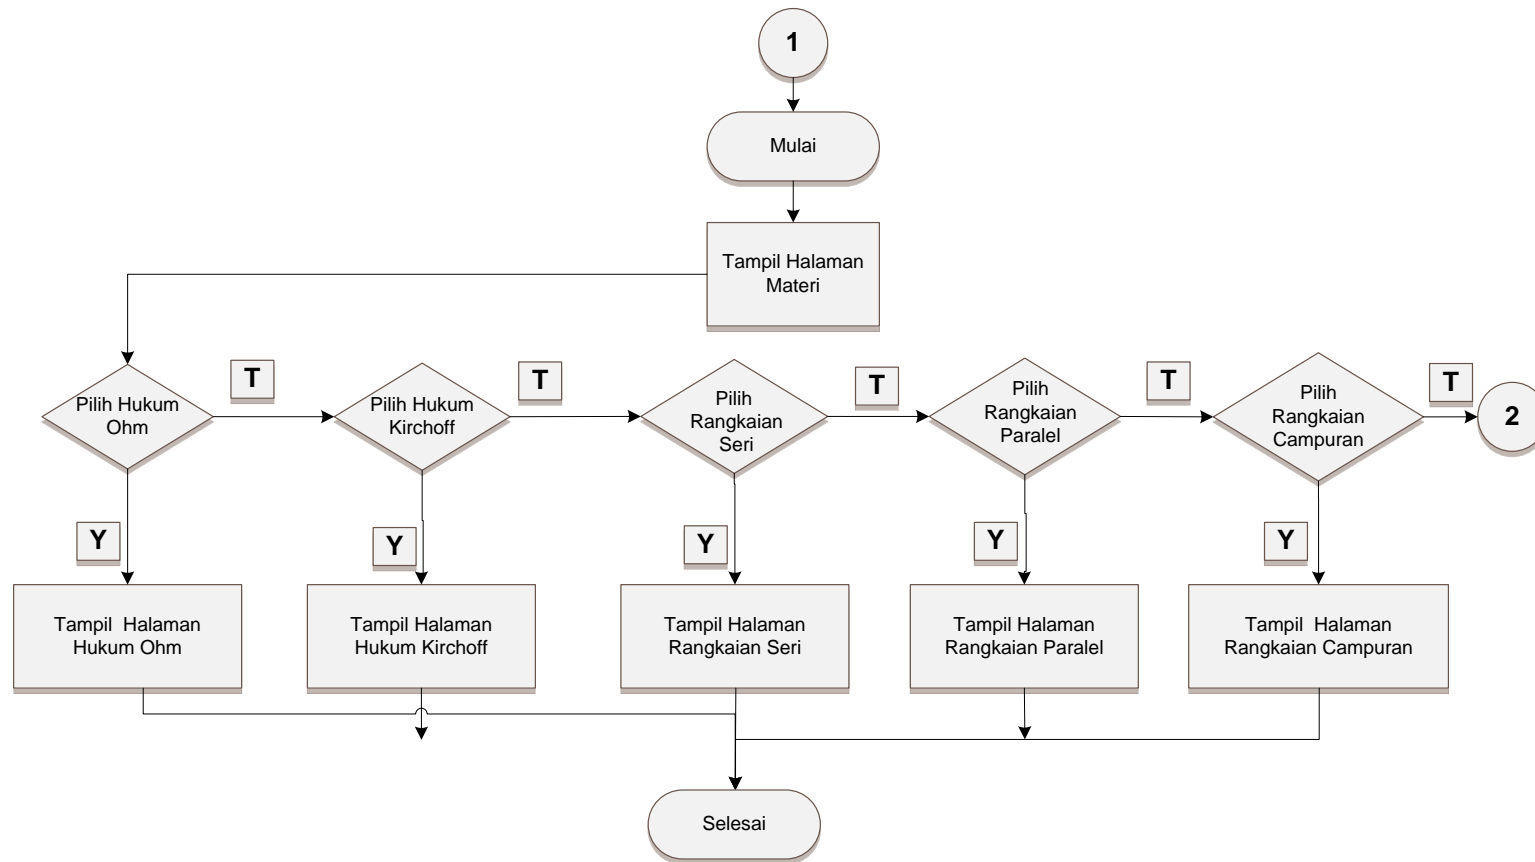 1
Mulai
Tampil Halaman
Materi
Pilih Hukum
Ohm
T
Pilih Hukum
Kirchoff
T
Pilih
Rangkaian
Seri
T
Pilih
Rangkaian
Paralel
T
Pilih
Rangkaian
Campuran
T
2
Y
Y
Y
Y
Y
Tampil Halaman
Hukum Ohm
Tampil Halaman
Hukum Kirchoff
Tampil Halaman
Rangkaian Seri
Tampil Halaman
Rangkaian Paralel
Tampil Halaman
Rangkaian Campuran
Selesai